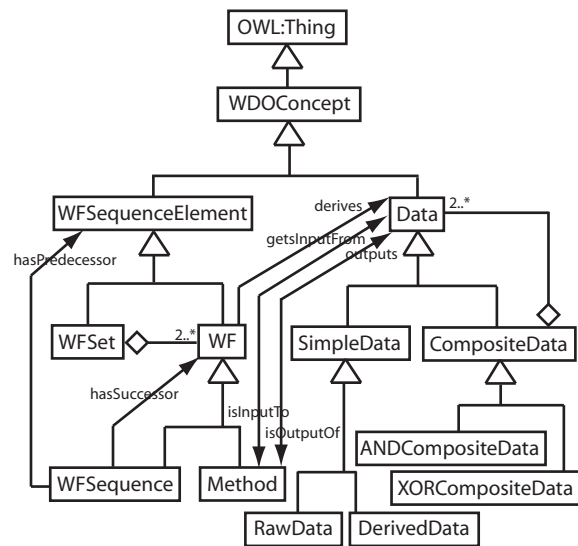 OWL:Thing
WDOConcept
WFSequenceElement
derives
Data
2..*
getsInputFrom
outputs
hasPredecessor
WFSet
2..*
WF
SimpleData
CompositeData
hasSuccessor
isInputTo
isOutputOf
ANDCompositeData
WFSequence
Method
XORCompositeData
RawData
DerivedData